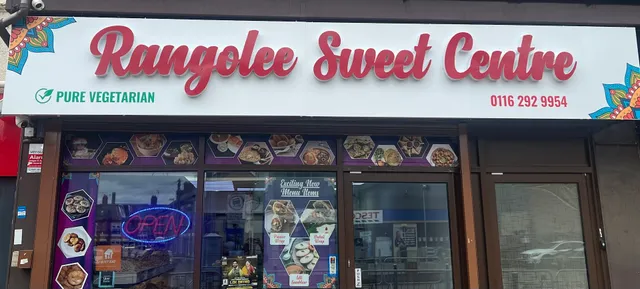 Rangolee Sweet Centre
PURE VEGETARIAN
0116 292 9954
Exciting New
Menu Items
OPEN